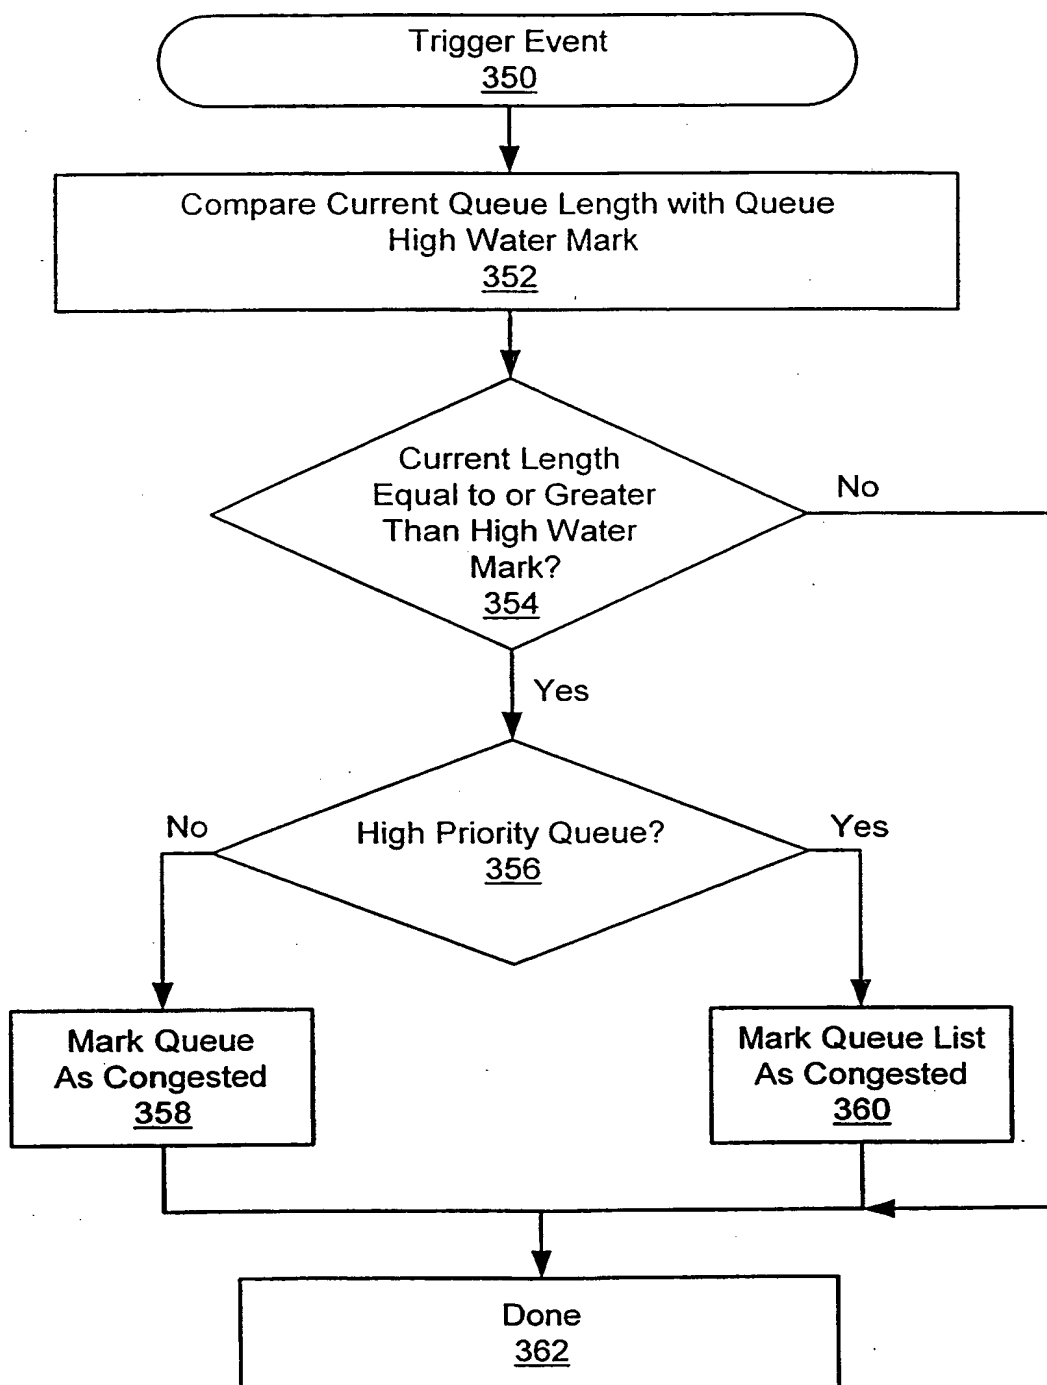 Trigger Event
350
Compare Current Queue Length with Queue
High Water Mark
352
Current Length
Equal to or Greater
Than High Water
Mark?
354
No
Yes
High Priority Queue?
356
No
Yes
Mark Queue
As Congested
358
Mark Queue List
As Congested
360
Done
362